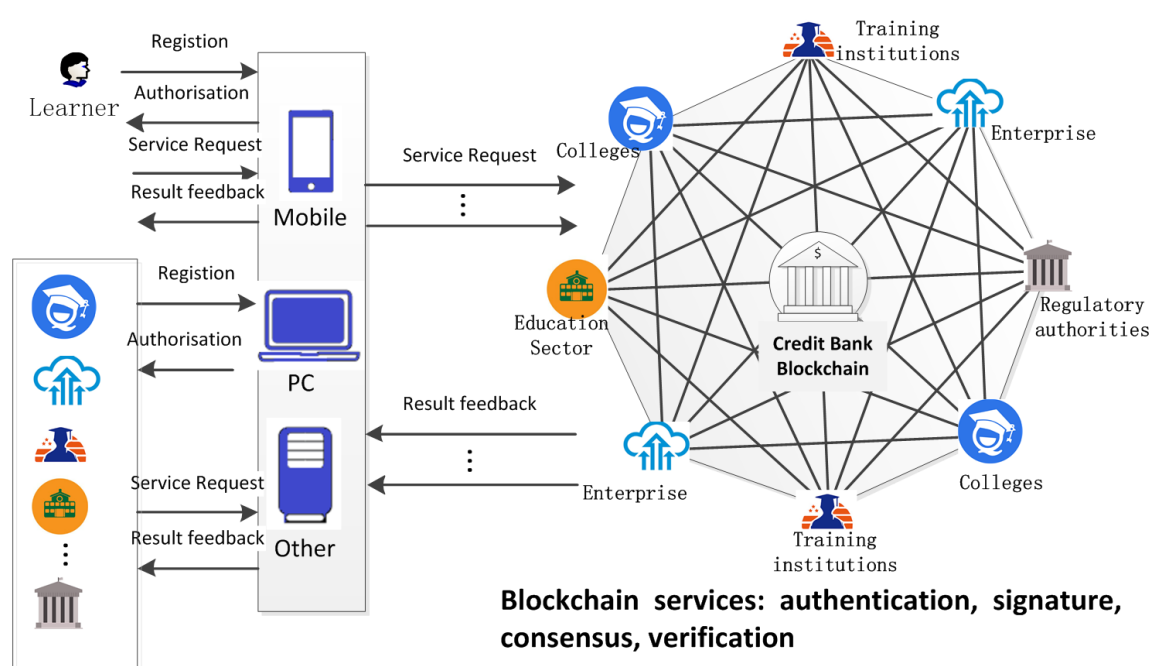 Registion
Learner
Authorisation
Service Request
Result feedback
Mobile
Registion
Authorisation
PC
Service Request
Result feedback
Other
Service Request
⋮
Result feedback
⋮
⋮
Training
institutions
Enterprise
Colleges
$
Regulatory
authorities
Education
Sector
Credit Bank
Blockchain
Enterprise
Colleges
Training
institutions
Blockchain services: authentication, signature,
consensus, verification